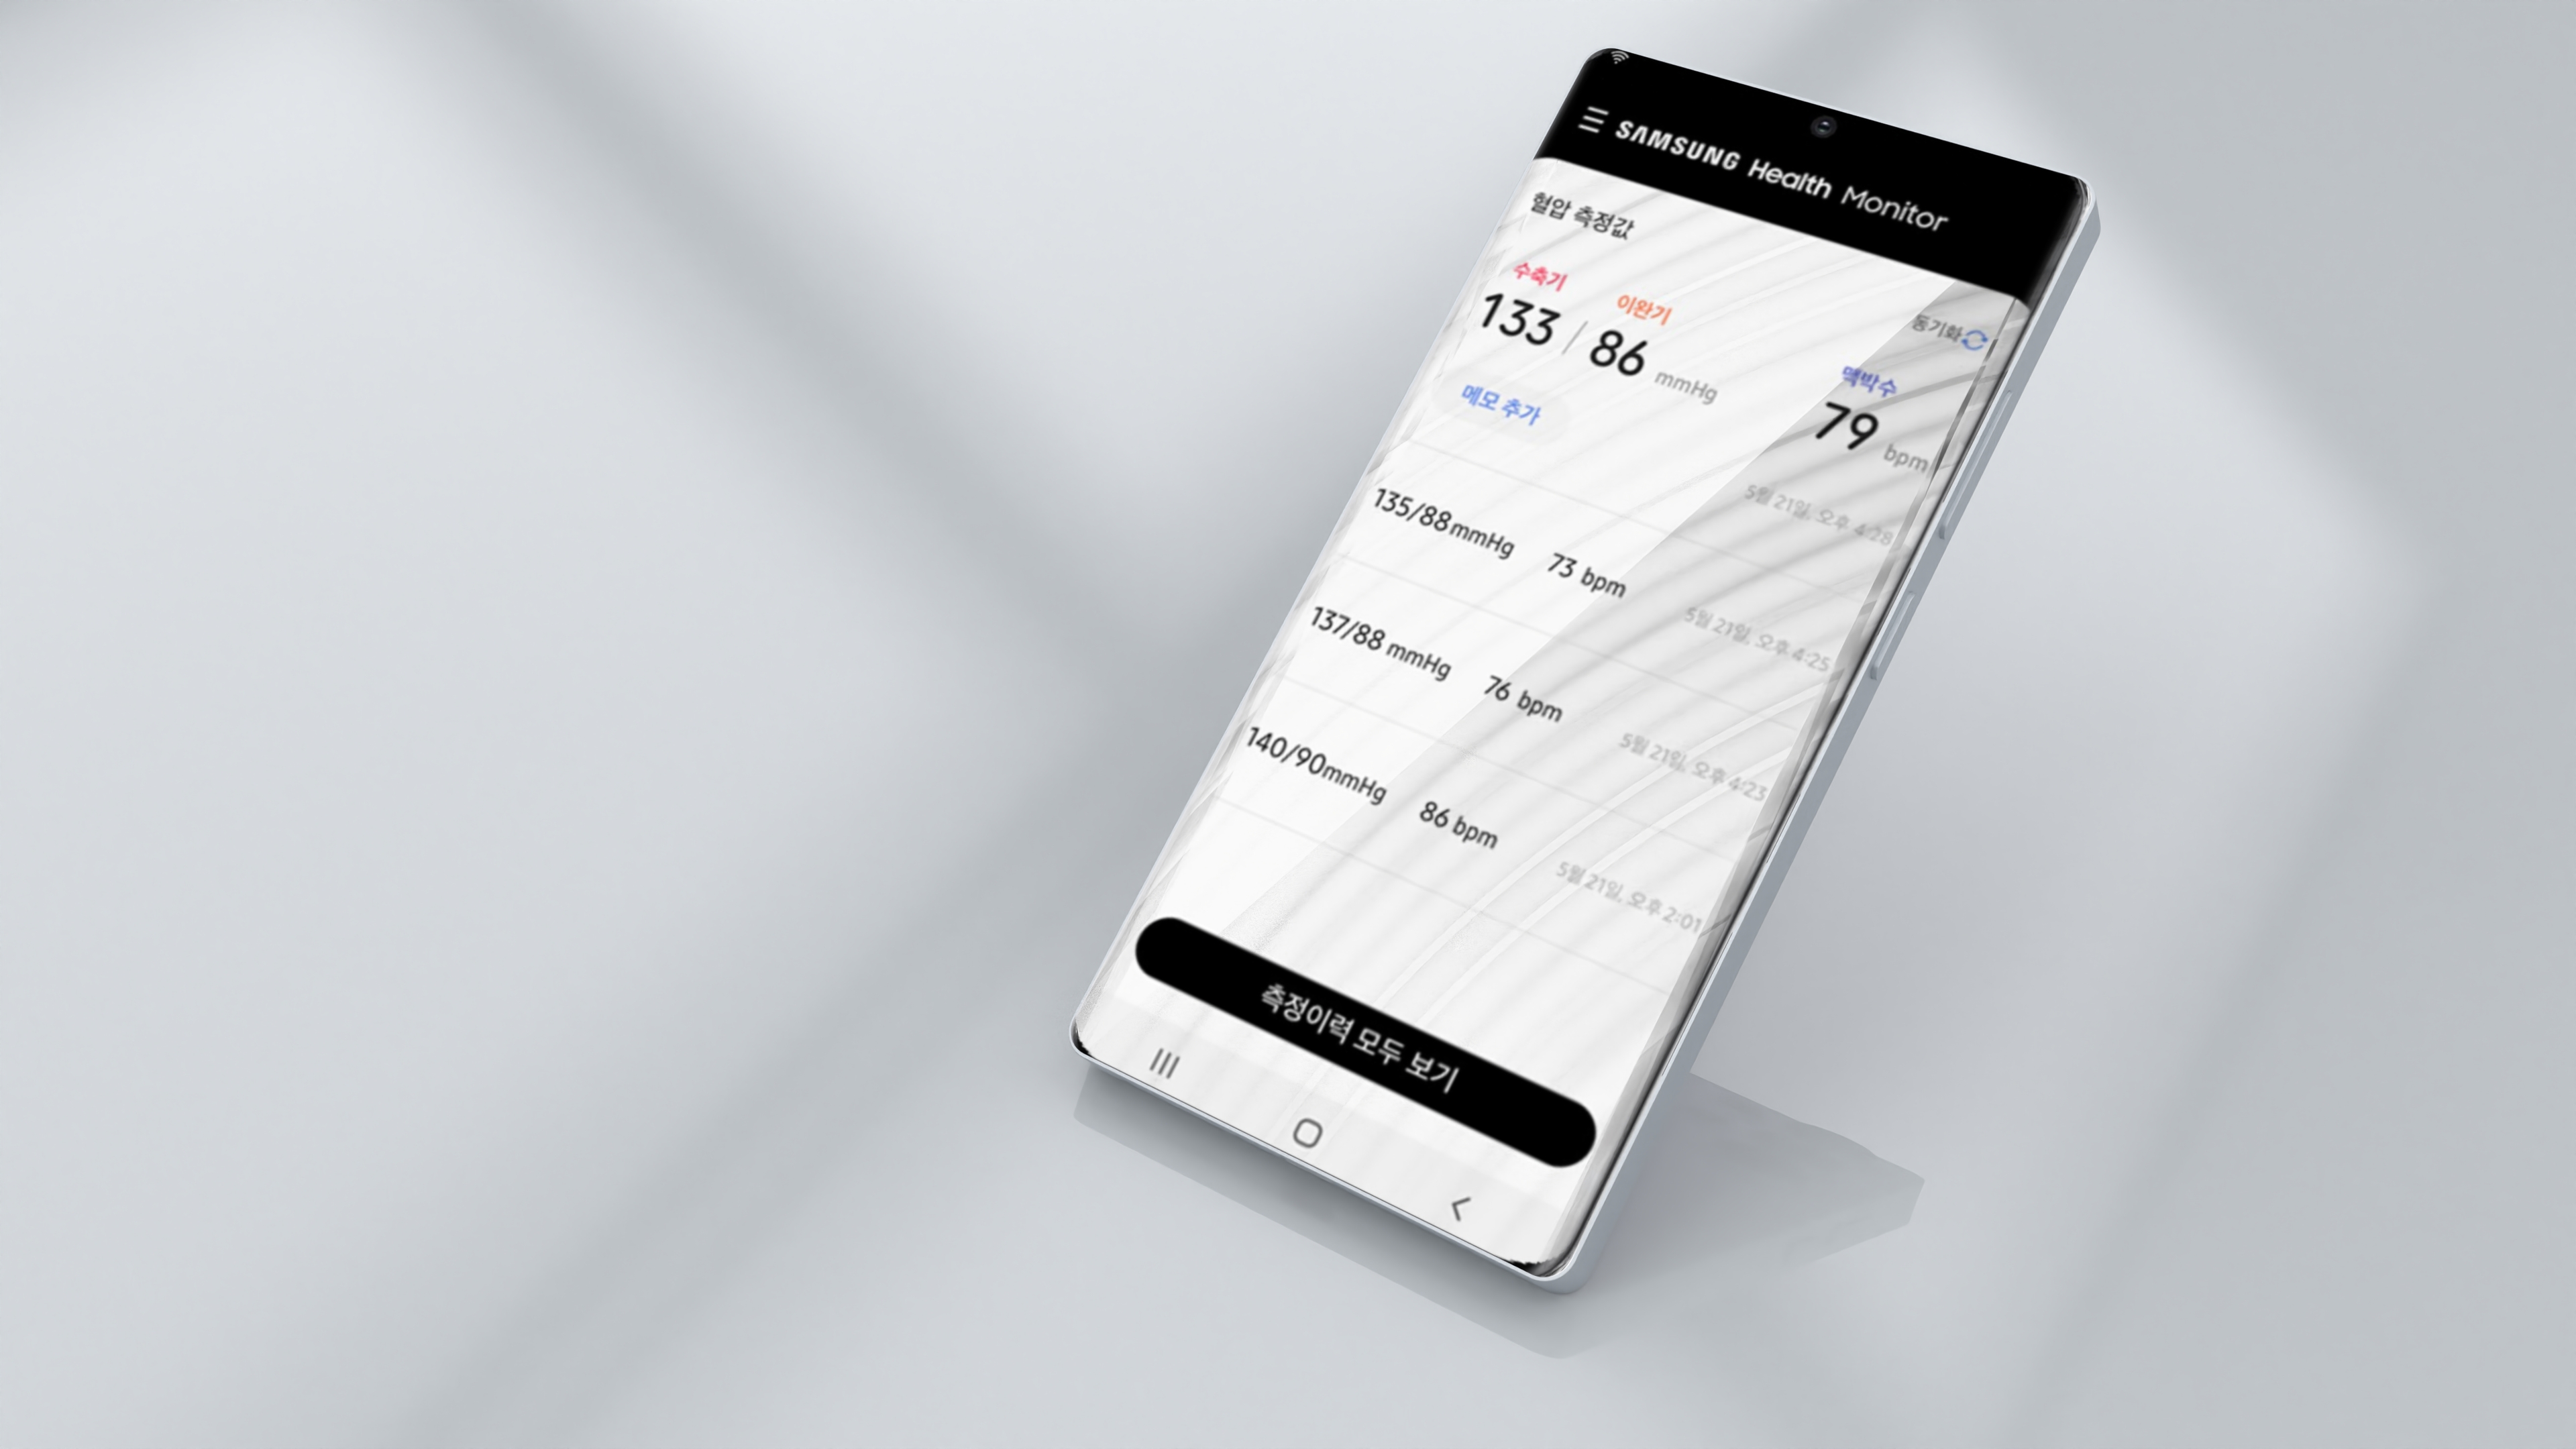 SAMSUNG Health Monitor
혈압 측정값
동기화
수축기 이완기 맥박수
133 / 86 mmHg 79 bpm
메모 추가
5월 21일, 오후 4:28
135/88mmHg 73 bpm
5월 21일, 오후 4:25
137/88 mmHg 76 bpm
5월 21일, 오후 4:23
140/90mmHg 86 bpm
5월 21일, 오후 2:01
측정이력 모두 보기